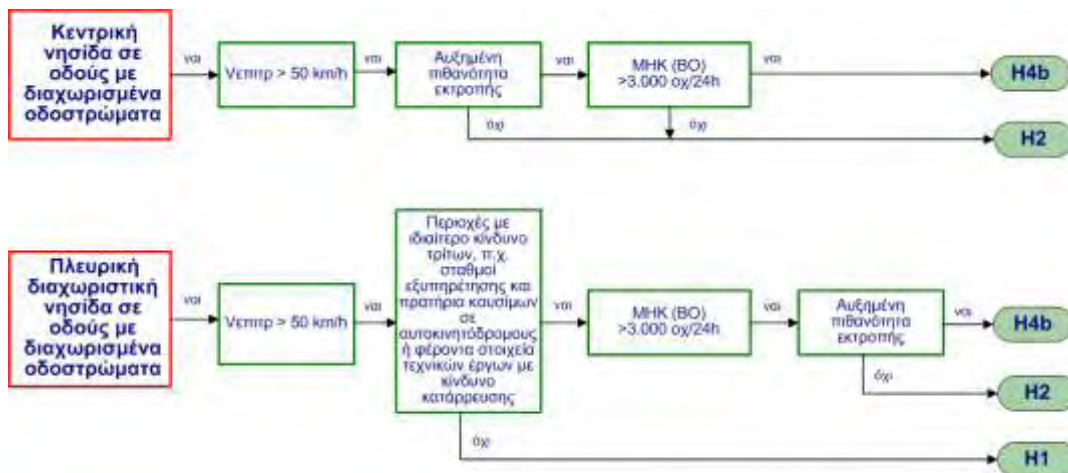 Κεντρική
νησίδα σε
οδούς με
διαχωρισμένα
οδοστρώματα
ναι
Vεπιτρ > 50 km/h
ναι
Αυξημένη
πιθανότητα
εκτροπής
ναι
ΜΗΚ (ΒΟ)
>3.000 οχ/24h
ναι
H4b
όχι
όχι
H2
Πλευρική
διαχωριστική
νησίδα σε
οδούς με
διαχωρισμένα
οδοστρώματα
ναι
Vεπιτρ > 50 km/h
ναι
Περιοχές με
ιδιαίτερο κίνδυνο
τρίτων, π.χ.
σταθμοί
εξυπηρέτησης και
πρατήρια καυσίμων
σε
αυτοκινητόδρομους
ή φέροντα στοιχεία
τεχνικών έργων με
κίνδυνο
κατάρρευσης
ναι
ΜΗΚ (ΒΟ)
>3.000 οχ/24h
ναι
Αυξημένη
πιθανότητα
εκτροπής
ναι
H4b
όχι
H2
όχι
H1